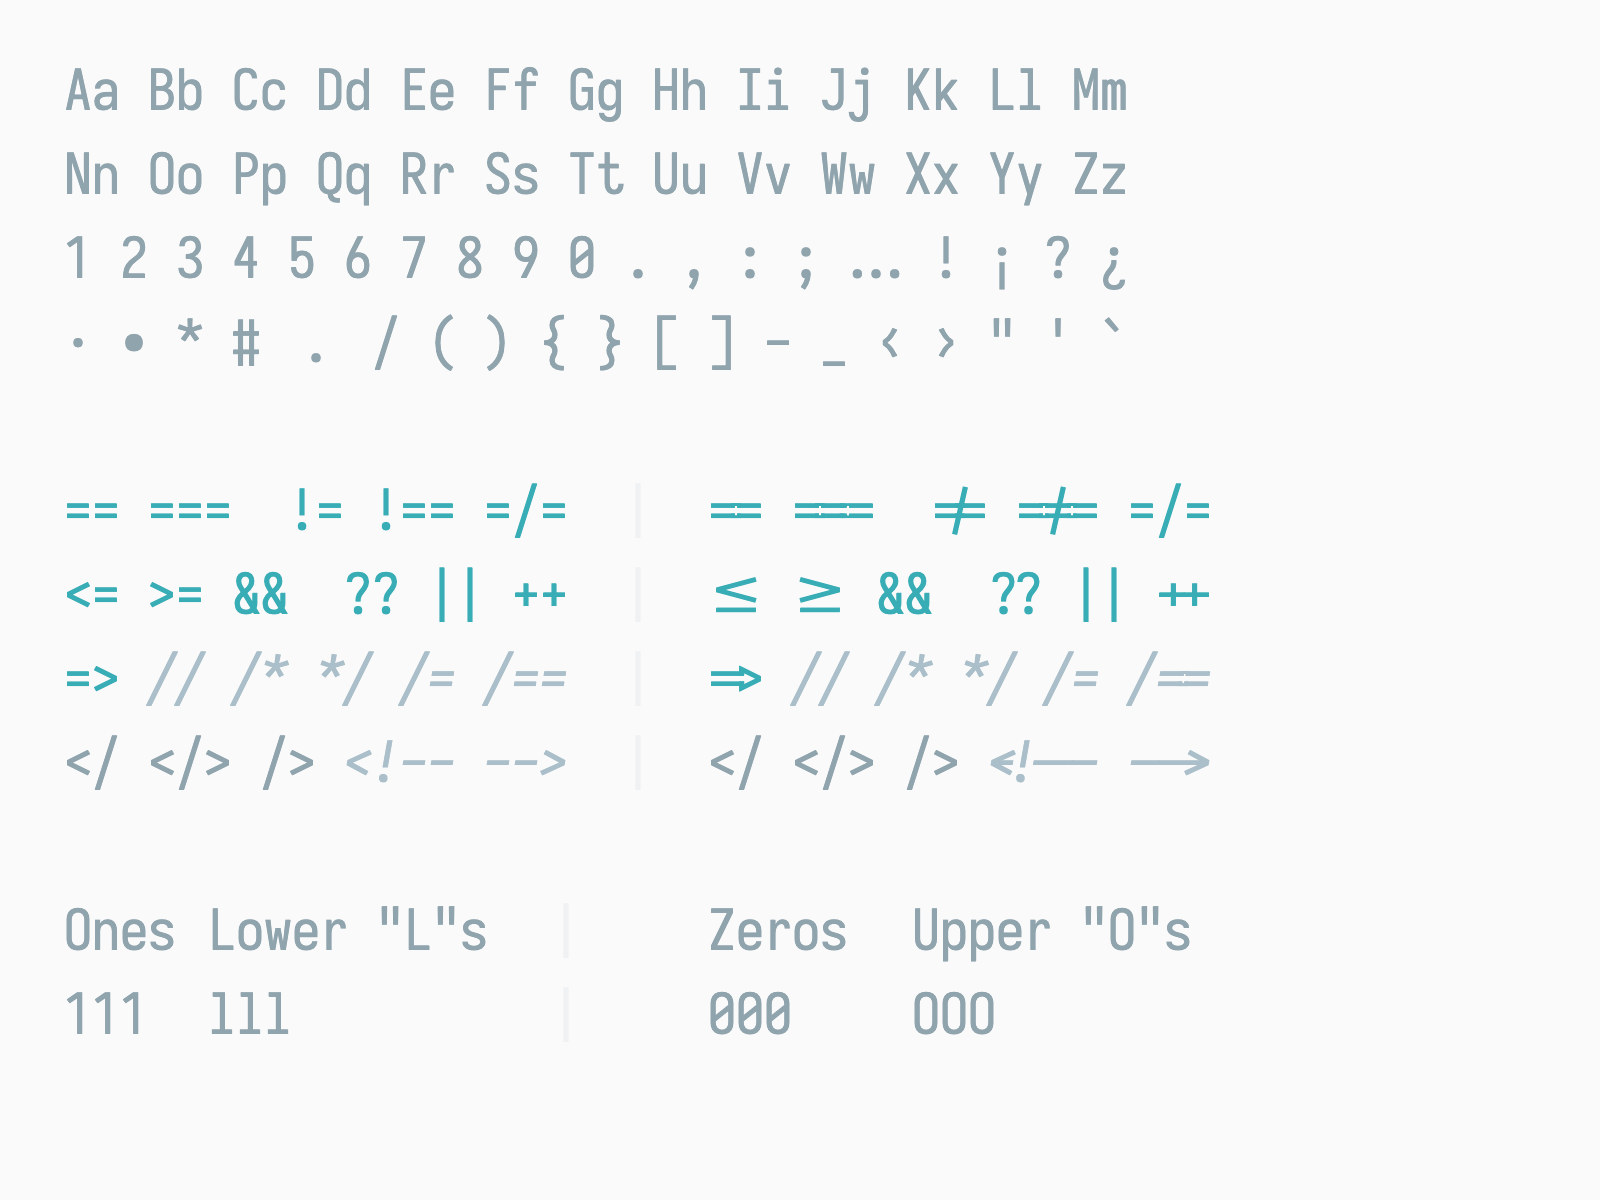 Aa Bb Cc Dd Ee Ff Gg Hh Ii Jj Kk Ll Mm
Nn Oo Pp Qq Rr Ss Tt Uu Vv Ww Xx Yy Zz
1 2 3 4 5 6 7 8 9 0 . , : ; … ! ¡ ? ¿
· • * # . / ( ) { } [ ] - _ ‹ › " ' `
== === != !== =/= | == === != !== =/=
<= >= && ?? || ++ | <= >= && ?? || ++
=> // /* */ /= /== | => // /* */ /= /==
</ </> /> <!-- --> | </ </> /> <!-- -->
Ones Lower "L"s | Zeros Upper "O"s
111 lll | 000 OOO